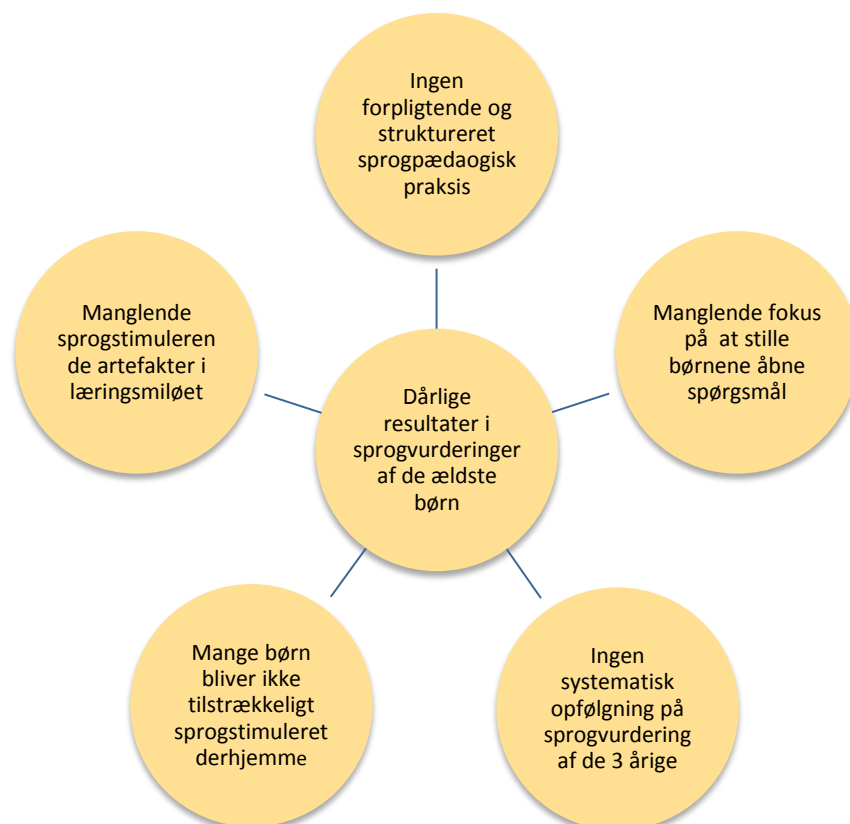 Ingen
forpligtende og
struktureret
sprogpædaogisk
praksis
Manglende
sprogstimuleren
de artefakter i
læringsmiløet
Manglende fokus
på at stille
børnene åbne
spørgsmål
Dårlige
resultater i
sprogvurderinger
af de ældste
børn
Mange børn
bliver ikke
tilstrækkeligt
sprogstimuleret
derhjemme
Ingen
systematisk
opfølgning på
sprogvurdering
af de 3 årige